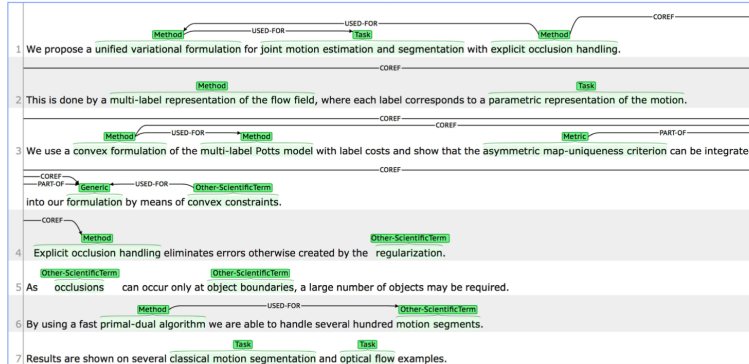 USED-FOR COREF
Method USED-FOR Task Method
1 We propose a unified variational formulation for joint motion estimation and segmentation with explicit occlusion handling.
COREF
Method Task
2 This is done by a multi-label representation of the flow field, where each label corresponds to a parametric representation of the motion.
COREF
COREF
Method USED-FOR Method Metric PART-OF
3 We use a convex formulation of the multi-label Potts model with label costs and show that the asymmetric map-uniqueness criterion can be integrate
COREF COREF
PART-OF Generic USED-FOR Other-ScientificTerm
into our formulation by means of convex constraints.
COREF
Method Other-ScientificTerm
4 Explicit occlusion handling eliminates errors otherwise created by the regularization.
Other-ScientificTerm Other-ScientificTerm
5 As occlusions can occur only at object boundaries, a large number of objects may be required.
Method USED-FOR Other-ScientificTerm
6 By using a fast primal-dual algorithm we are able to handle several hundred motion segments.
Task Task
7 Results are shown on several classical motion segmentation and optical flow examples.